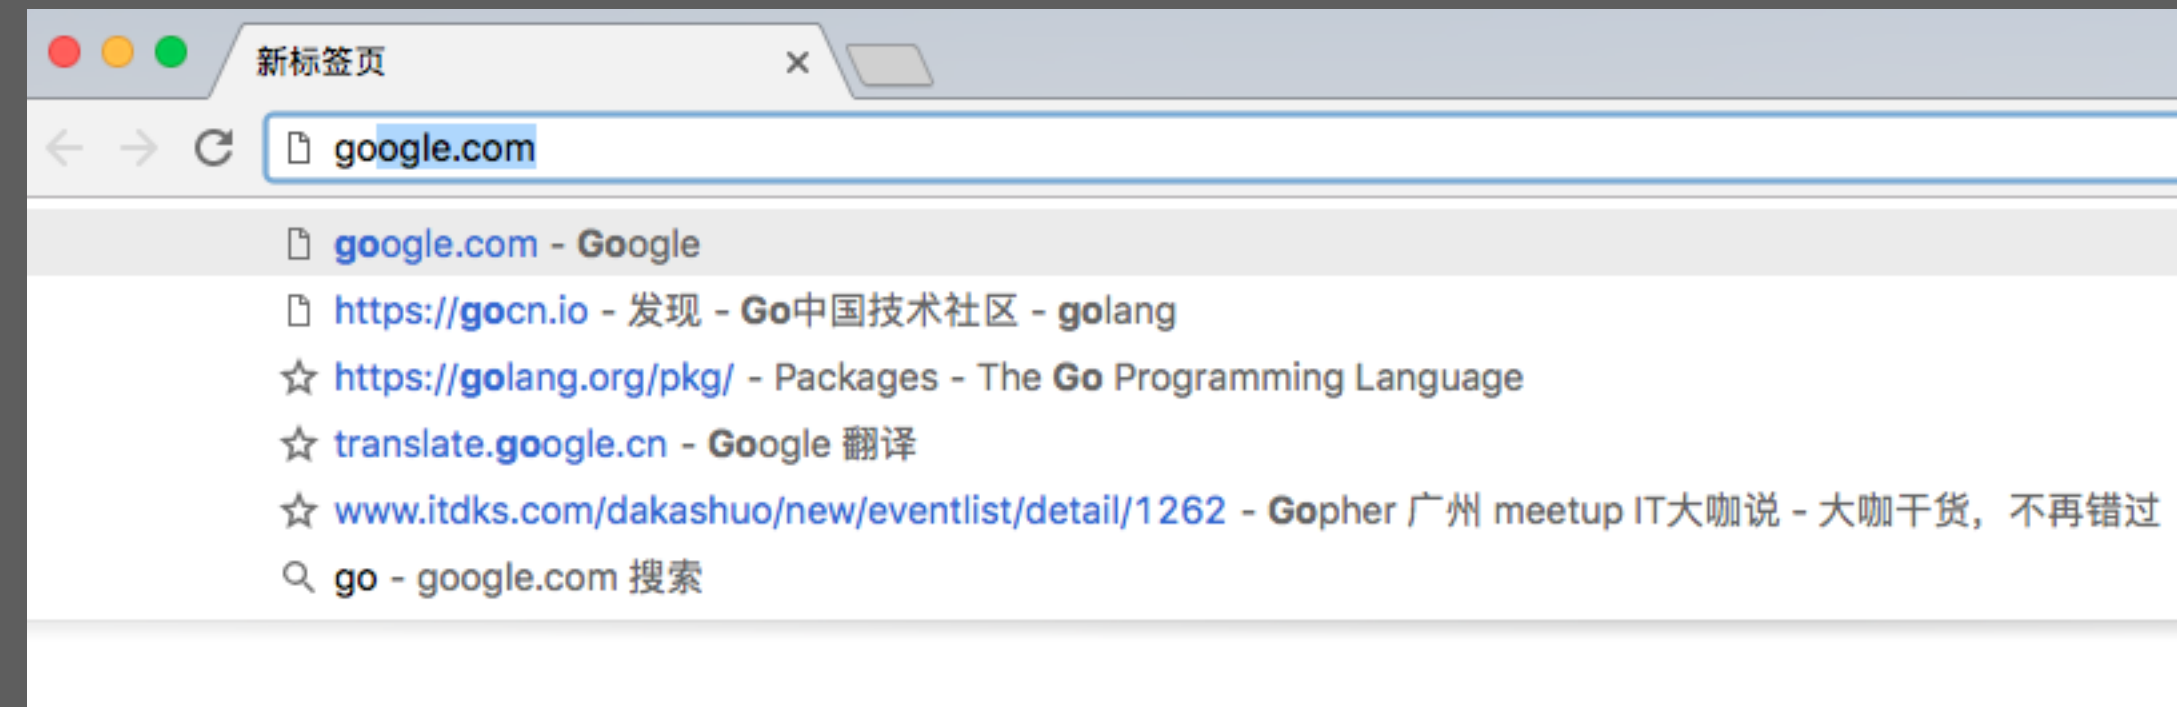 新标签页
google.com
google.com - Google
https://gocn.io - 发现 - Go中国技术社区 - golang
https://golang.org/pkg/ - Packages - The Go Programming Language
translate.google.cn - Google 翻译
www.itdks.com/dakashuo/new/eventlist/detail/1262 - Gopher 广州 meetup IT大咖说 - 大咖干货，不再错过
go - google.com 搜索